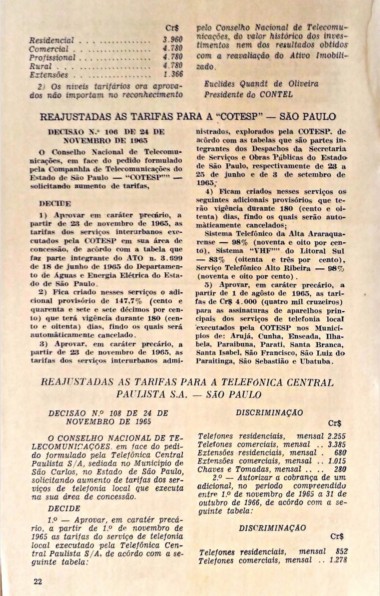 Cr$
Residencial . . . . . . . . . . . . . 3.960
Comercial . . . . . . . . . . . . . . 4.780
Profissional . . . . . . . . . . . . 4.780
Rural . . . . . . . . . . . . . . . . . 4.780
Extensões . . . . . . . . . . . . . 1.366
2) Os níveis tarifários ora aprova-
dos não importam no reconhecimento
pelo Conselho Nacional de Telecomu-
nicações, do valor histórico dos inves-
timentos nem dos resultados obtidos
com a reavaliação do Ativo Imobili-
zado.
Euclides Quandt de Oliveira
Presidente do CONTEL
REAJUSTADAS AS TARIFAS PARA A "COTESP" — SÃO PAULO
DECISÃO N.º 106 DE 24 DE
NOVEMBRO DE 1965
O Conselho Nacional de Telecomu-
nicações, em face do pedido formulado
pela Companhia de Telecomunicações do
Estado de São Paulo — "COTESP" —
solicitando aumento de tarifas,
DECIDE
1) Aprovar em caráter precário, a
partir de 23 de novembro de 1965, as
tarifas dos serviços interurbanos exe-
cutados pela COTESP em sua área de
concessão, de acôrdo com a tabela que
faz parte integrante do ATO n. 3.699
de 18 de junho de 1965 do Departamen-
to de Águas e Energia Elétrica do Esta-
do de São Paulo.
2) Fica criado nesses serviços o adi-
cional provisório de 147,7% (cento e
quarenta e sete e sete décimos por cen-
to) que terá vigência durante 180 (cen-
to e oitenta) dias, findo os quais será
automàticamente cancelado.
3) Aprovar, em caráter precário, a
partir de 23 de novembro de 1965, as
tarifas dos serviços interurbanos admi-
nistrados, explorados pela COTESP, de
acôrdo com as tabelas que são partes in-
tegrantes dos Despachos da Secretaria
de Serviços e Obras Públicas do Estado
de São Paulo, respectivamente de 23 a
25 de junho e de 3 de setembro de
1965;
4) Ficam criados nesses serviços os
seguintes adicionais provisórios que te-
rão vigência durante 180 (cento e oi-
tenta) dias, findo os quais serão auto-
màticamente cancelados;
Sistema Telefônico da Alta Araraqua-
rense — 98% (noventa e oito por cen-
to), Sistema "VHF" do Litoral Sul
— 83% (oitenta e três por cento),
Serviço Telefônico Alto Ribeira — 98%
(noventa e oito por cento).
5) Aprovar, em caráter precário, a
partir de 1 de agôsto de 1965, as tari-
fas de Cr$ 4.000 (quatro mil cruzeiros)
para as assinaturas de aparelhos prin-
cipais dos serviços de telefonia local
executados pela COTESP nos Municí-
pios de: Arujá, Cunha, Enseada, Ilha-
bela, Paraibuna, Parati, Santa Branca,
Santa Isabel, São Francisco, São Luiz do
Paraitinga, São Sebastião e Ubatuba.
REAJUSTADAS AS TARIFAS PARA A TELEFONICA CENTRAL
PAULISTA S.A. — SÃO PAULO
DECISÃO N.º 108 DE 24 DE
NOVEMBRO DE 1965
O CONSELHO NACIONAL DE TE-
LECOMUNICAÇÕES, em face do pedi-
do formulado pela Telefônica Central
Paulista S/A, sediada no Município de
São Carlos, no Estado de São Paulo,
solicitando aumento de tarifas dos ser-
viços de telefonia local que executa
na sua área de concessão.
DECIDE
1.º — Aprovar, em caratér precá-
rio, a partir de 1.º de novembro de
1965 as tarifas do serviço de telefonia
local executado pela Telefônica Cen-
tral Paulista S/A, de acôrdo com a se-
guinte tabela:
DISCRIMINAÇÃO
Cr$
Telefones residenciais, mensal 2.255
Telefones comerciais, mensal .. 3.385
Extensões residenciais, mensal . 680
Extensões comerciais, mensal .. 1.015
Chaves e Tomadas, mensal .... 280
2.º — Autorizar a cobrança de um
adicional, no período compreendido
entre 1.º de novembro de 1965 a 31 de
outubro de 1966, de acôrdo com a se-
guinte tabela:
DISCRIMINAÇÃO
Cr$
Telefones residenciais, mensal 852
Telefones comerciais, mensal .. 1.278
22